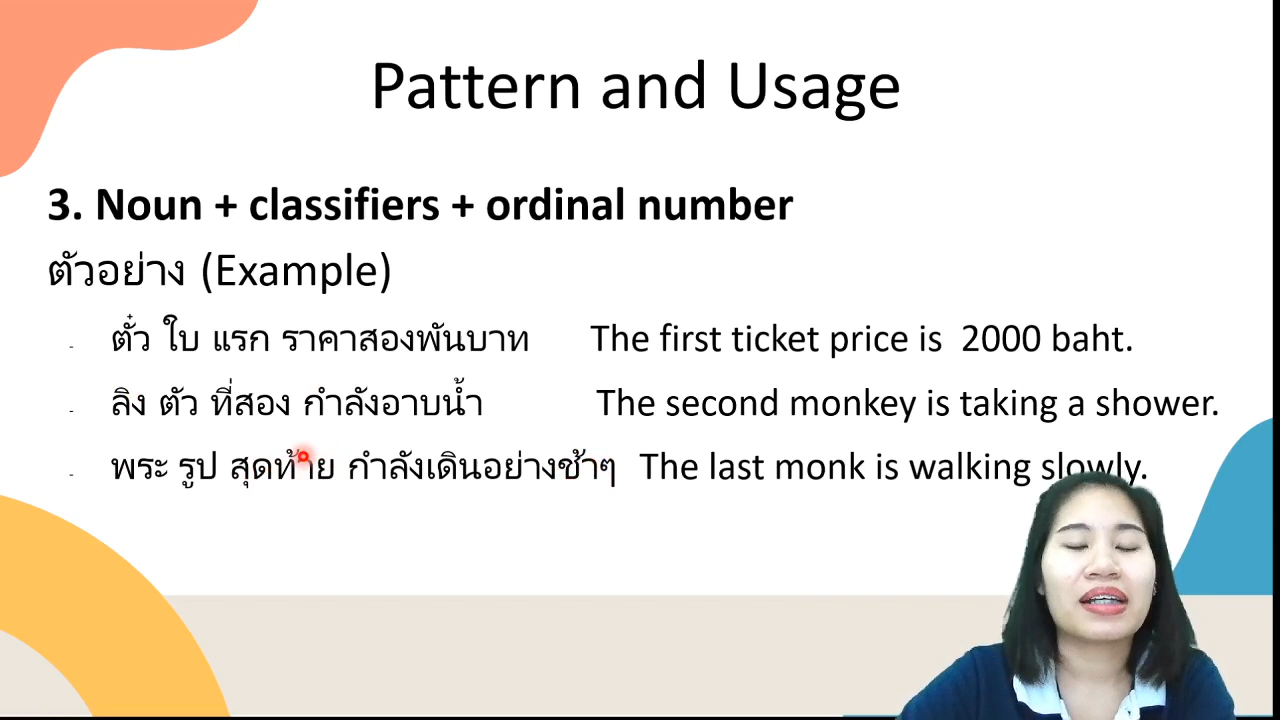 Pattern and Usage
3. Noun + classifiers + ordinal number
ตัวอย่าง (Example)
- ตั๋ว ใบ แรก ราคาสองพันบาท The first ticket price is 2000 baht.
- ลิง ตัว ที่สอง กำลังอาบน้ำ The second monkey is taking a shower.
- พระ รูป สุดท้าย กำลังเดินอย่างช้าๆ The last monk is walking slowly.